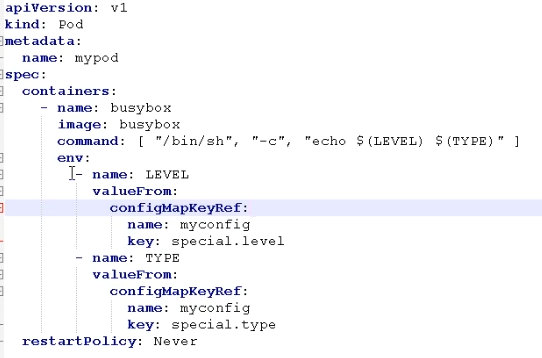 apiVersion: v1
kind: Pod
metadata:
  name: mypod
spec:
  containers:
    - name: busybox
      image: busybox
      command: [ "/bin/sh", "-c", "echo $(LEVEL) $(TYPE)" ]
      env:
        - name: LEVEL
          valueFrom:
            configMapKeyRef:
              name: myconfig
              key: special.level
        - name: TYPE
          valueFrom:
            configMapKeyRef:
              name: myconfig
              key: special.type
  restartPolicy: Never